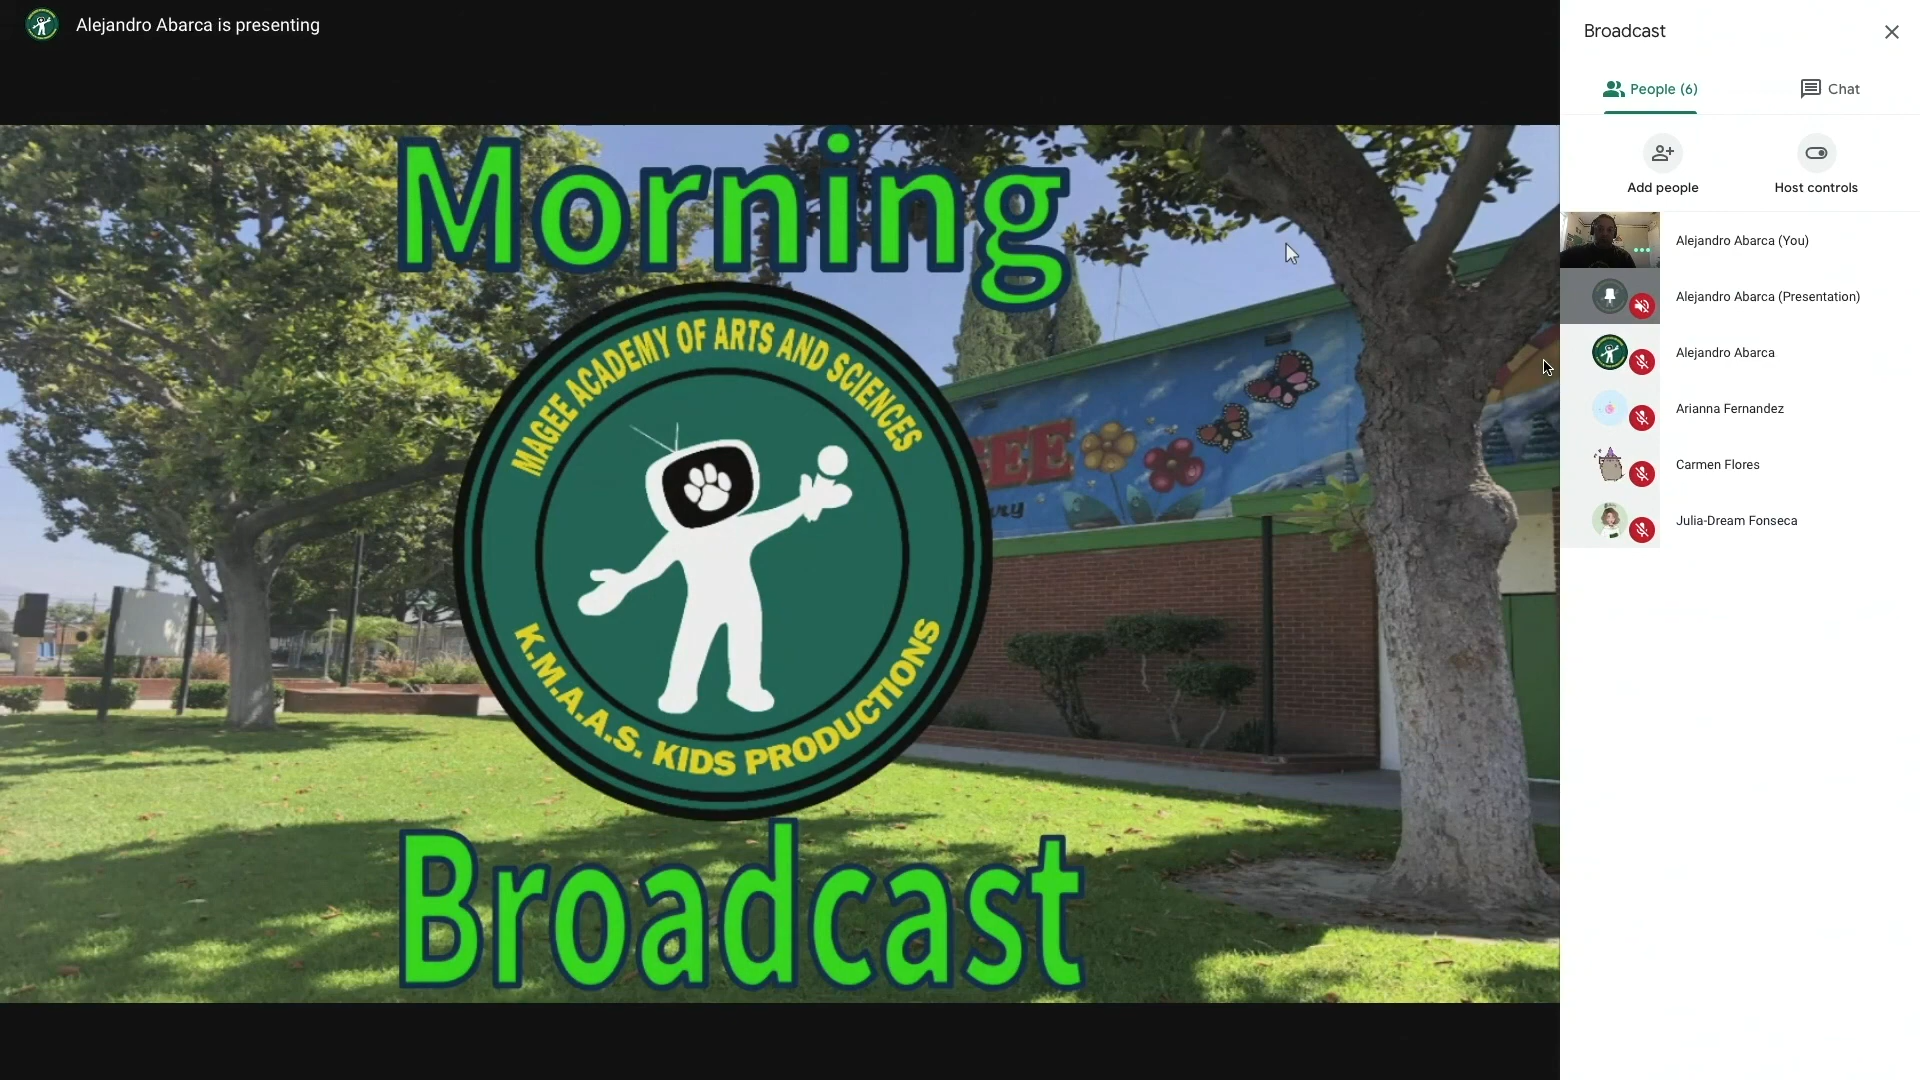 Alejandro Abarca is presenting
Morning
MAGEE ACADEMY OF ARTS AND SCIENCES
K.M.A.A.S. KIDS PRODUCTIONS
Broadcast
Broadcast
People (6)
Chat
Add people
Host controls
Alejandro Abarca (You)
Alejandro Abarca (Presentation)
Alejandro Abarca
Arianna Fernandez
Carmen Flores
Julia-Dream Fonseca